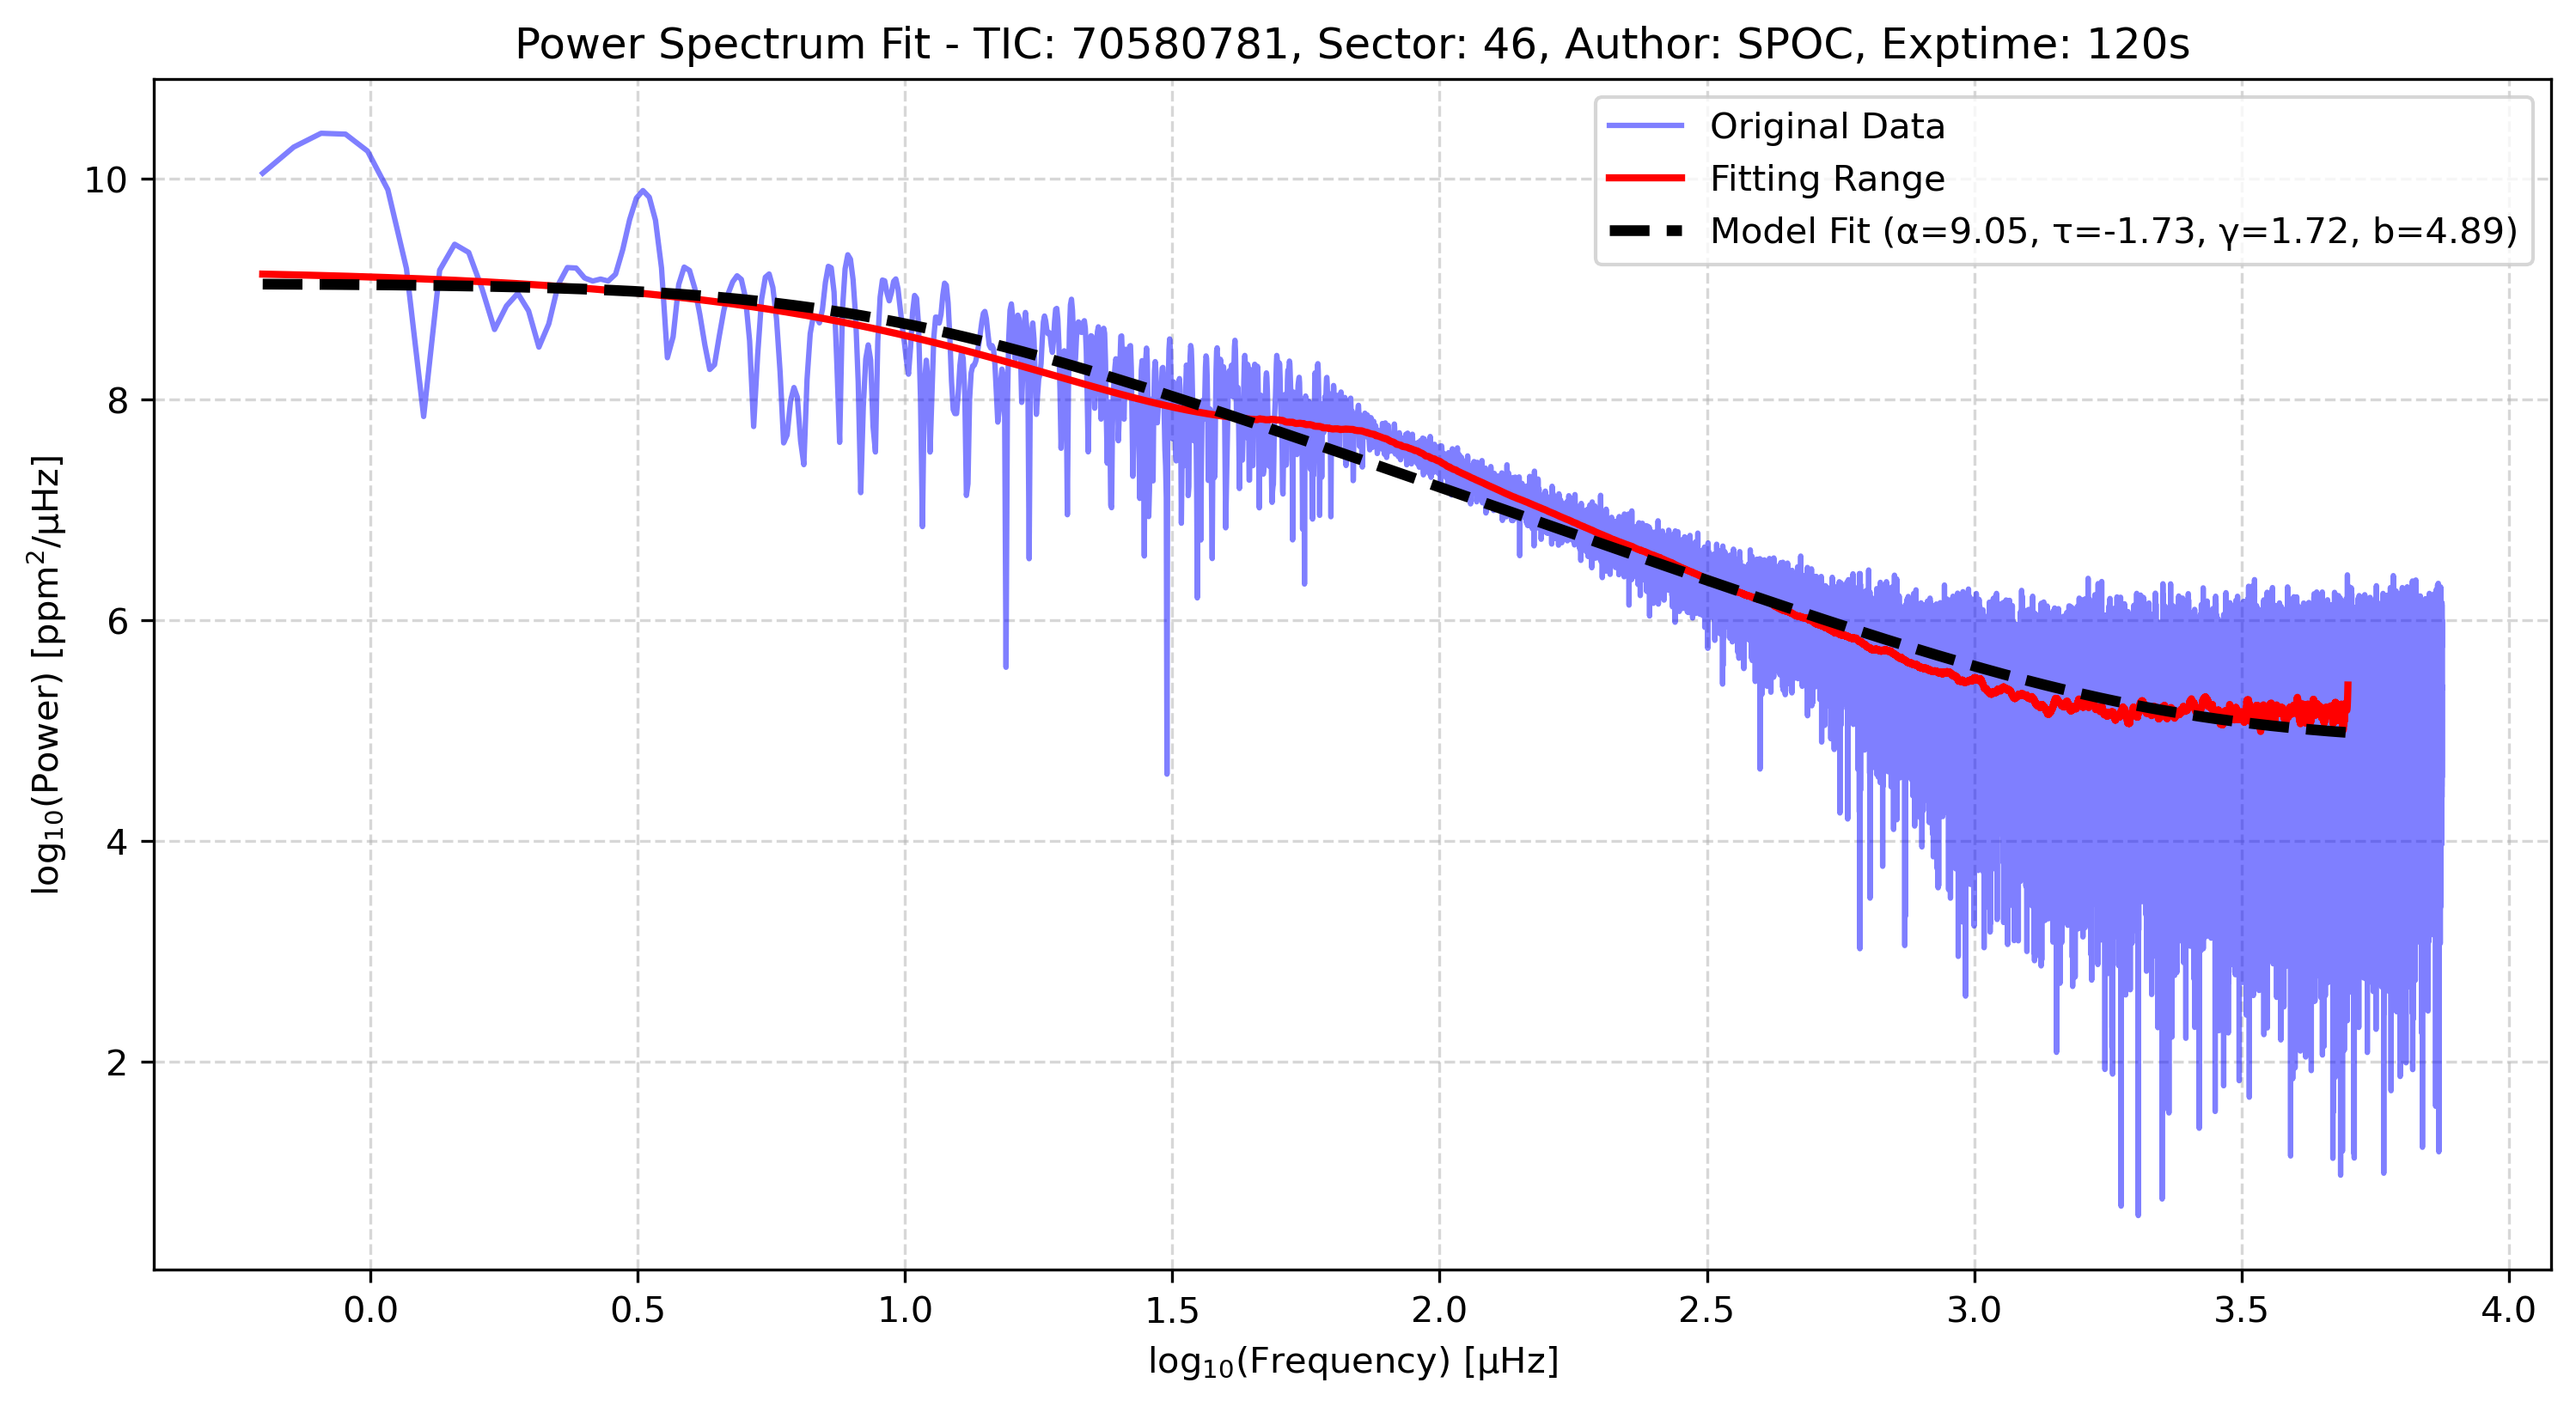 Power Spectrum Fit - TIC: 70580781, Sector: 46, Author: SPOC, Exptime: 120s
Original Data
Fitting Range
Model Fit (α=9.05, τ=-1.73, γ=1.72, b=4.89)
log₁₀(Power) [ppm²/μHz]
10
8
6
4
2
0.0 0.5 1.0 1.5 2.0 2.5 3.0 3.5 4.0
log₁₀(Frequency) [μHz]